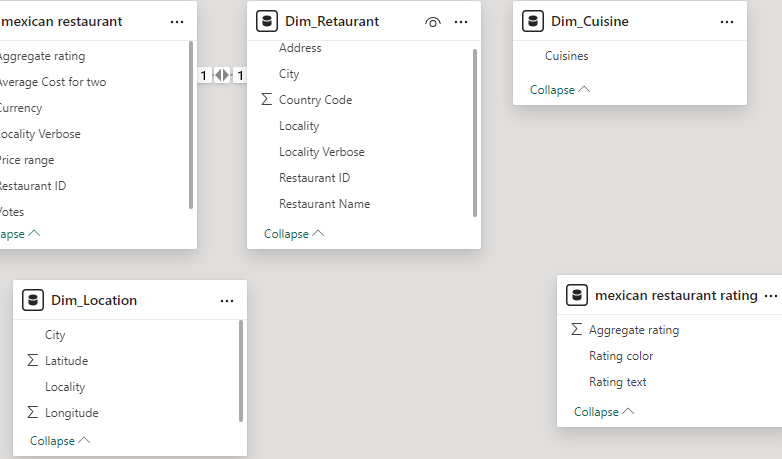 mexican restaurant
Aggregate rating
Average Cost for two
Currency
Locality Verbose
Price range
Restaurant ID
Votes
apse
1
1
Dim_Retaurant
Address
City
Country Code
Locality
Locality Verbose
Restaurant ID
Restaurant Name
Collapse
Dim_Cuisine
Cuisines
Collapse
Dim_Location
City
Latitude
Locality
Longitude
Collapse
mexican restaurant rating
Aggregate rating
Rating color
Rating text
Collapse